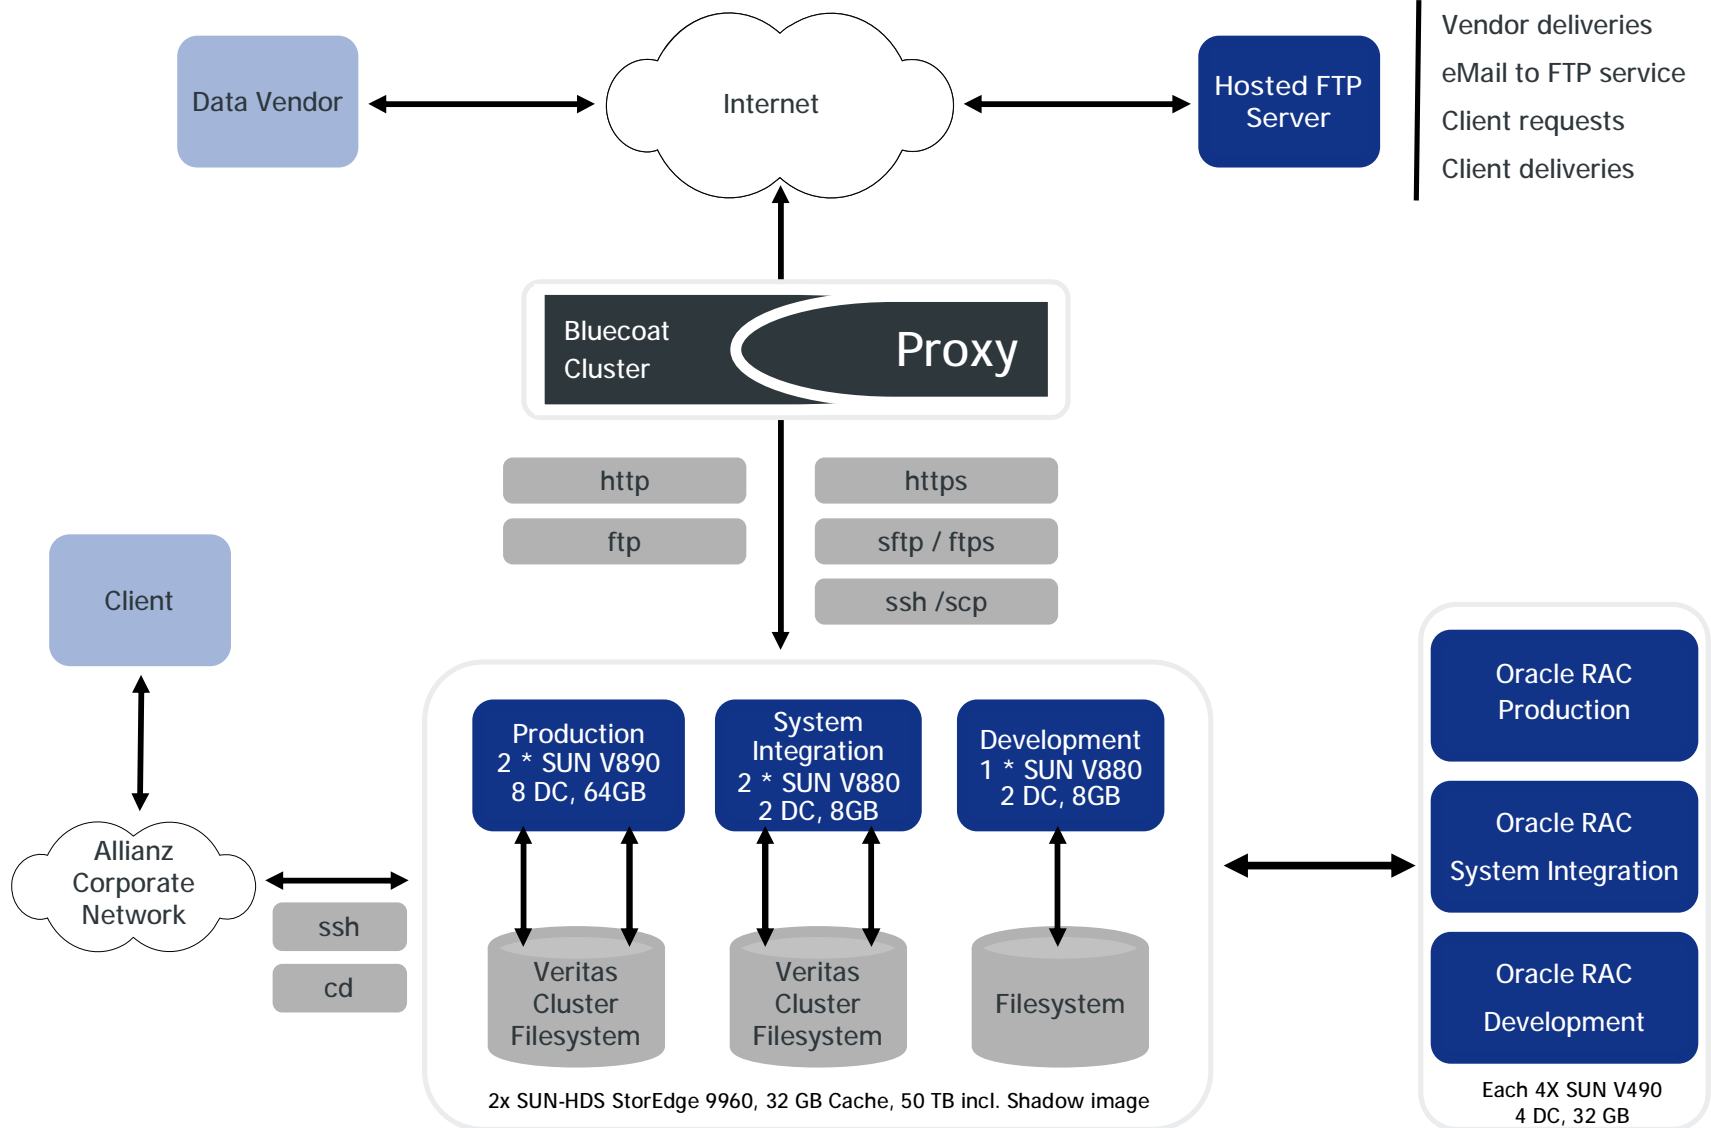 Vendor deliveries
eMail to FTP service
Client requests
Client deliveries
Data Vendor
Internet
Hosted FTP
Server
Bluecoat
Cluster
Proxy
http
https
ftp
sftp / ftps
ssh /scp
Client
Allianz
Corporate
Network
ssh
cd
Production
2 * SUN V890
8 DC, 64GB
System
Integration
2 * SUN V880
2 DC, 8GB
Development
1 * SUN V880
2 DC, 8GB
Veritas
Cluster
Filesystem
Veritas
Cluster
Filesystem
Filesystem
2x SUN-HDS StorEdge 9960, 32 GB Cache, 50 TB incl. Shadow image
Oracle RAC
Production
Oracle RAC
System Integration
Oracle RAC
Development
Each 4X SUN V490
4 DC, 32 GB